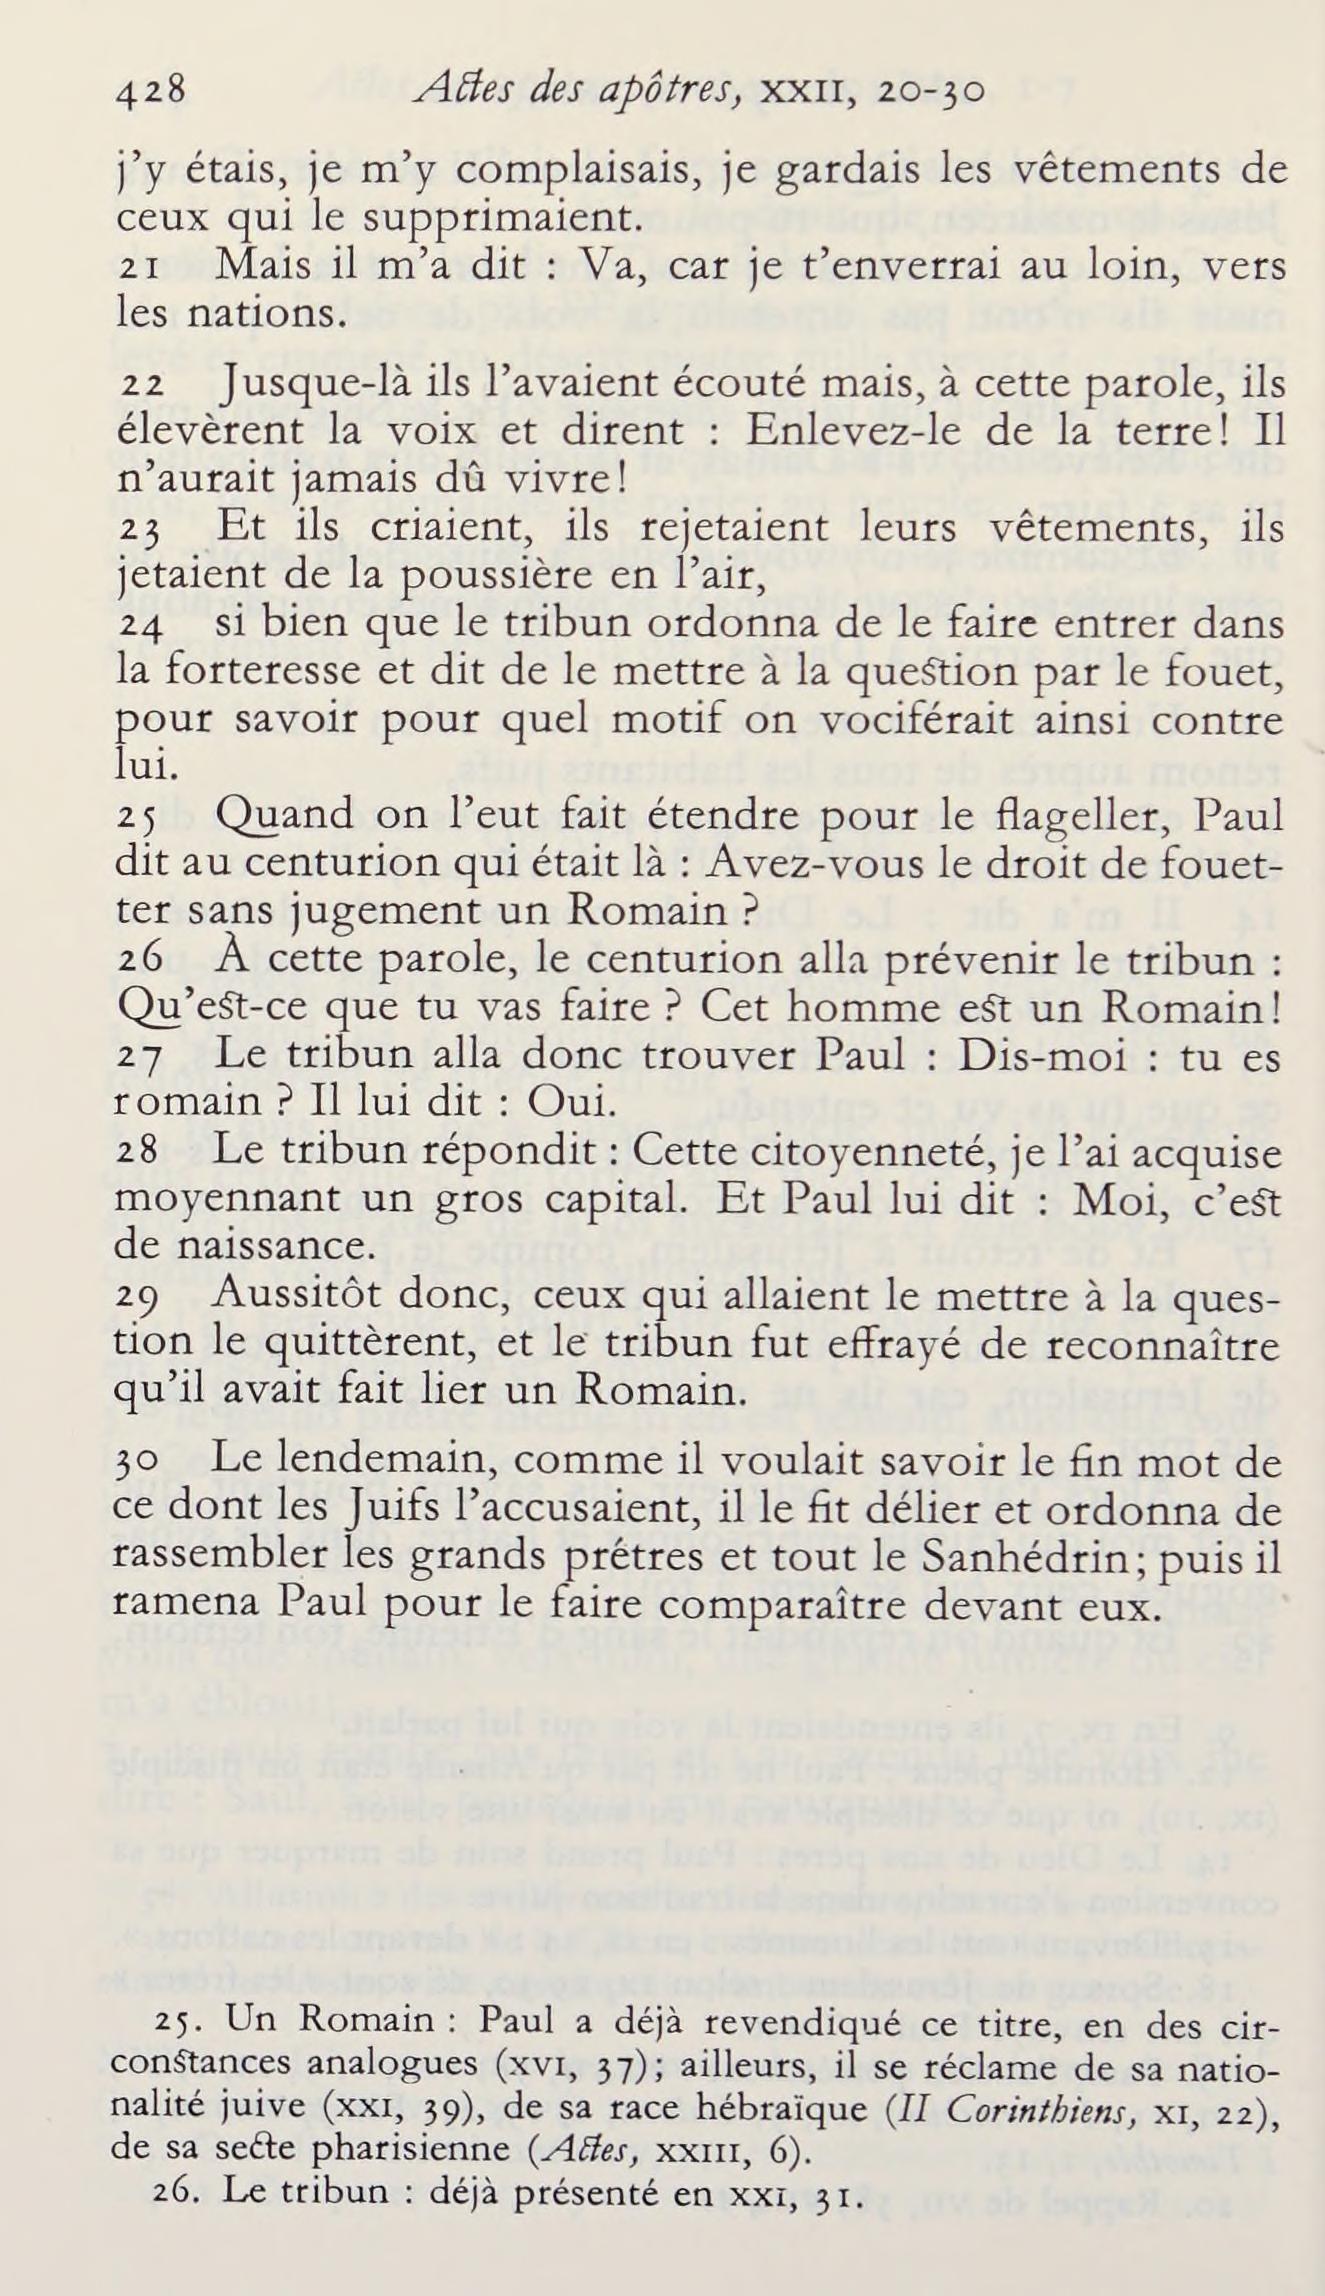 428 Actes des apôtres, XXII, 20-30
j’y étais, je m’y complaisais, je gardais les vêtements de
ceux qui le supprimaient.
21 Mais il m’a dit : Va, car je t’enverrai au loin, vers
les nations.
22 Jusque-là ils l’avaient écouté mais, à cette parole, ils
élevèrent la voix et dirent : Enlevez-le de la terre! Il
n’aurait jamais dû vivre!
23 Et ils criaient, ils rejetaient leurs vêtements, ils
jetaient de la poussière en l’air,
24 si bien que le tribun ordonna de le faire entrer dans
la forteresse et dit de le mettre à la question par le fouet,
pour savoir pour quel motif on vociférait ainsi contre
lui.
25 Quand on l’eut fait étendre pour le flageller, Paul
dit au centurion qui était là : Avez-vous le droit de fouet-
ter sans jugement un Romain ?
26 À cette parole, le centurion alla prévenir le tribun :
Qu’est-ce que tu vas faire ? Cet homme est un Romain!
27 Le tribun alla donc trouver Paul : Dis-moi : tu es
romain ? Il lui dit : Oui.
28 Le tribun répondit : Cette citoyenneté, je l’ai acquise
moyennant un gros capital. Et Paul lui dit : Moi, c’est
de naissance.
29 Aussitôt donc, ceux qui allaient le mettre à la ques-
tion le quittèrent, et le tribun fut effrayé de reconnaître
qu’il avait fait lier un Romain.
30 Le lendemain, comme il voulait savoir le fin mot de
ce dont les Juifs l’accusaient, il le fit délier et ordonna de
rassembler les grands prêtres et tout le Sanhédrin; puis il
ramena Paul pour le faire comparaître devant eux.
25. Un Romain : Paul a déjà revendiqué ce titre, en des cir-
constances analogues (XVI, 37); ailleurs, il se réclame de sa natio-
nalité juive (XXI, 39), de sa race hébraïque (II Corinthiens, XI, 22),
de sa secte pharisienne (Actes, XXIII, 6).
26. Le tribun : déjà présenté en XXI, 31.